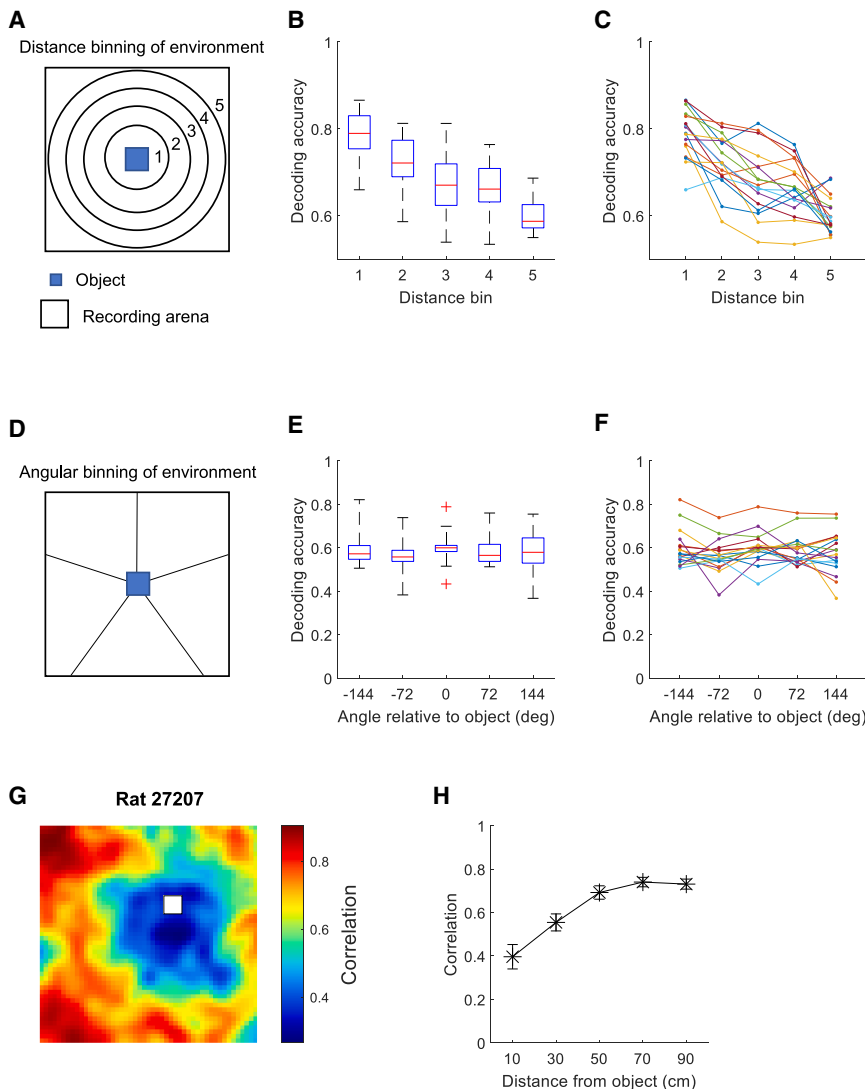 A
Distance binning of environment
1
2
3
4
5
Object
Recording arena
B
Decoding accuracy
0.8
0.6
1 2 3 4 5
Distance bin
C
Decoding accuracy
0.8
0.6
1 2 3 4 5
Distance bin
D
Angular binning of environment
E
Decoding accuracy
1
0.8
0.6
0.4
0.2
0
-144 -72 0 72 144
Angle relative to object (deg)
F
Decoding accuracy
1
0.8
0.6
0.4
0.2
0
-144 -72 0 72 144
Angle relative to object (deg)
G
Rat 27207
0.8
0.6
0.4
Correlation
H
Correlation
1
0.8
0.6
0.4
0.2
0
10 30 50 70 90
Distance from object (cm)